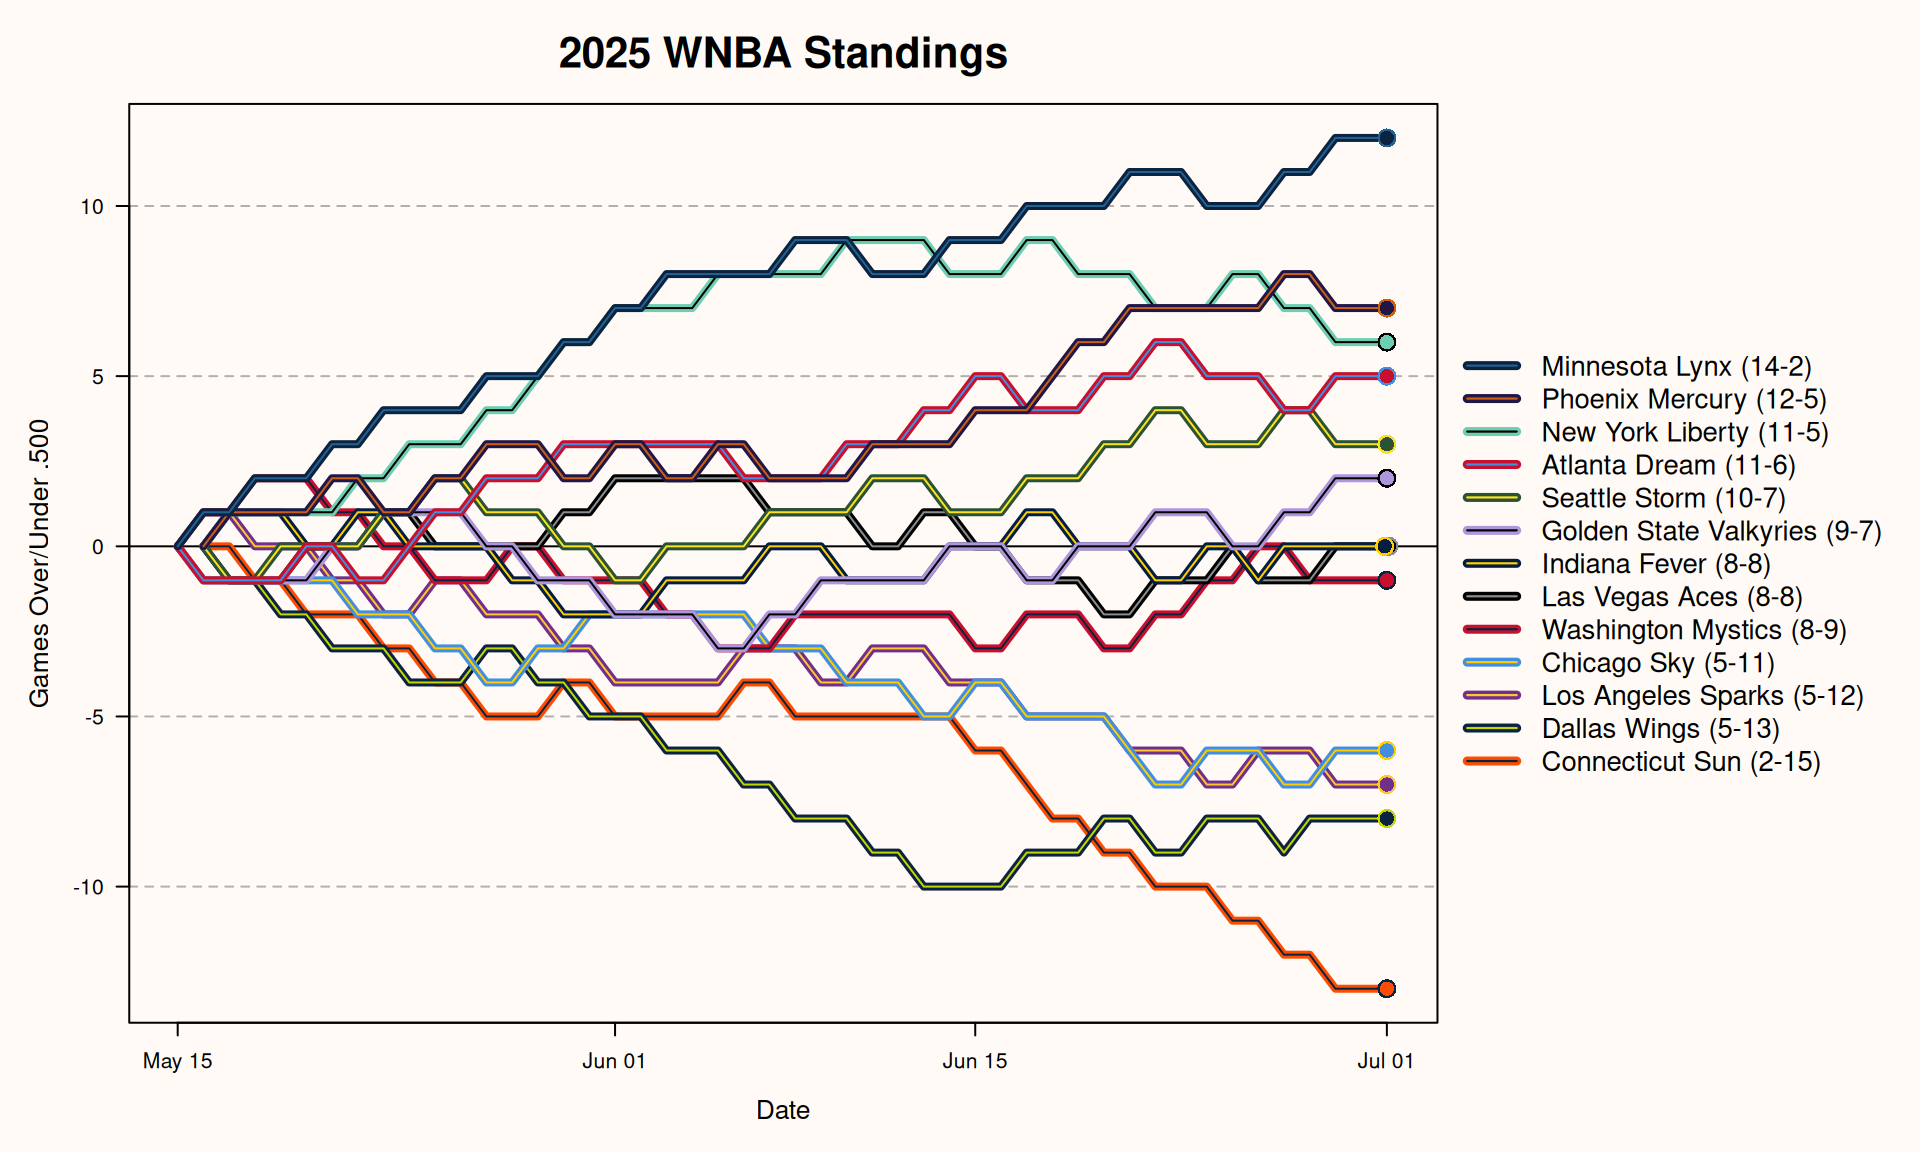 2025 WNBA Standings
Games Over/Under .500
10
5
0
-5
-10
May 15
Jun 01
Jun 15
Jul 01
Date
Minnesota Lynx (14-2)
Phoenix Mercury (12-5)
New York Liberty (11-5)
Atlanta Dream (11-6)
Seattle Storm (10-7)
Golden State Valkyries (9-7)
Indiana Fever (8-8)
Las Vegas Aces (8-8)
Washington Mystics (8-9)
Chicago Sky (5-11)
Los Angeles Sparks (5-12)
Dallas Wings (5-13)
Connecticut Sun (2-15)